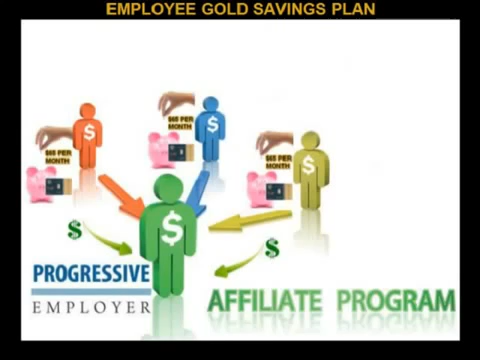 EMPLOYEE GOLD SAVINGS PLAN
$65 PER
MONTH
$65 PER
MONTH
$65 PER
MONTH
$
$
$
$
$
$
PROGRESSIVE
EMPLOYER
AFFILIATE PROGRAM